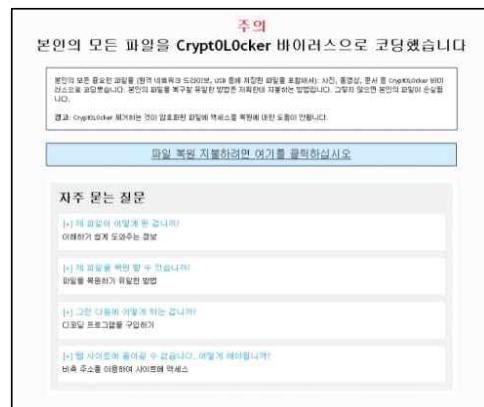 주의
본인의 모든 파일을 Crypt0L0cker 바이러스으로 코딩했습니다
본인의 모든 중요한 파일를 (원격 네트워크 드라이브, USB 등에 저장된 파일을 포함해서): 사진, 동영상, 문서 등 Crypt0L0cker 바이
러스으로 코딩했습니다. 본인의 파일를 복구할 유일한 방법은 저희한테 지불하는 방법입니다. 그렇지 않으면 본인의 파일이 손실됩
니다.
경고: Crypt0L0cker 제거하는 것이 암호화된 파일에 액세스를 복원에 대한 도움이 안됩니다.
파일 복원 지불하려면 여기를 클릭하십시오
자주 묻는 질문
[+] 제 파일이 어떻게 된 겁니까?
이해하기 쉽게 도와주는 정보
[+] 제 파일을 복원 할 수 있습니까?
파일을 복원하기 유일한 방법
[+] 그런 다음에 어떻게 하는 겁니까?
디코딩 프로그램을 구입하기
[+] 웹 사이트에 들어갈 수 없습니다. 어떻게 해야됩니까?
비축 주소를 이용하여 사이트에 액세스